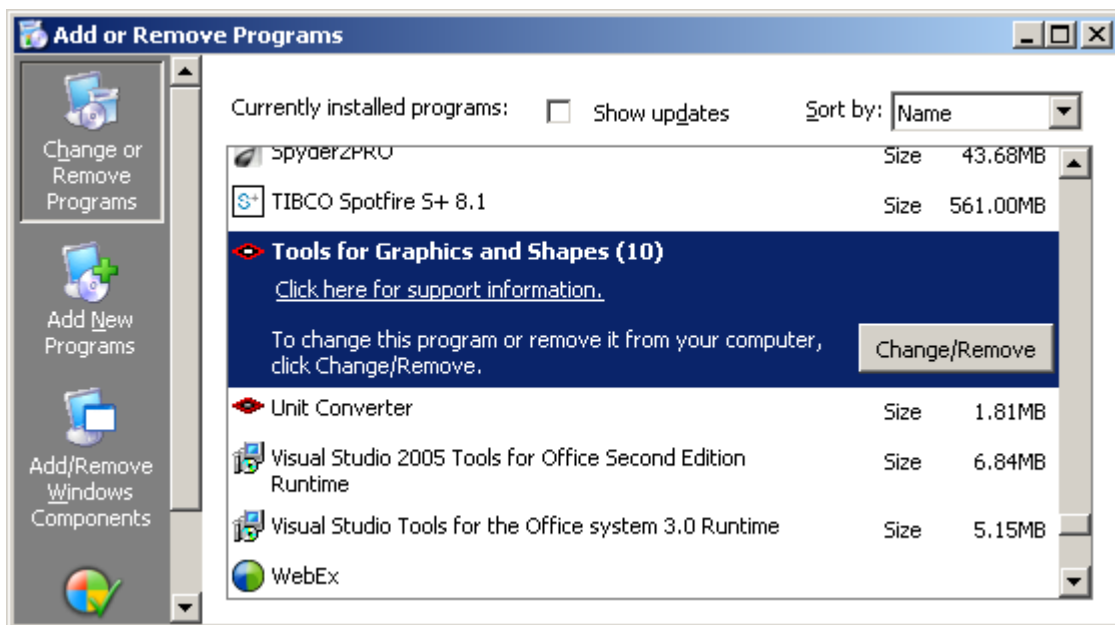 Add or Remove Programs
Change or
Remove
Programs
Add New
Programs
Add/Remove
Windows
Components
Currently installed programs:
Show updates
Sort by: Name
Spyder2PRO Size 43.68MB
S+ TIBCO Spotfire S+ 8.1 Size 561.00MB
Tools for Graphics and Shapes (10)
Click here for support information.
To change this program or remove it from your computer,
click Change/Remove.
Change/Remove
Unit Converter Size 1.81MB
Visual Studio 2005 Tools for Office Second Edition
Runtime
Size 6.84MB
Visual Studio Tools for the Office system 3.0 Runtime Size 5.15MB
WebEx